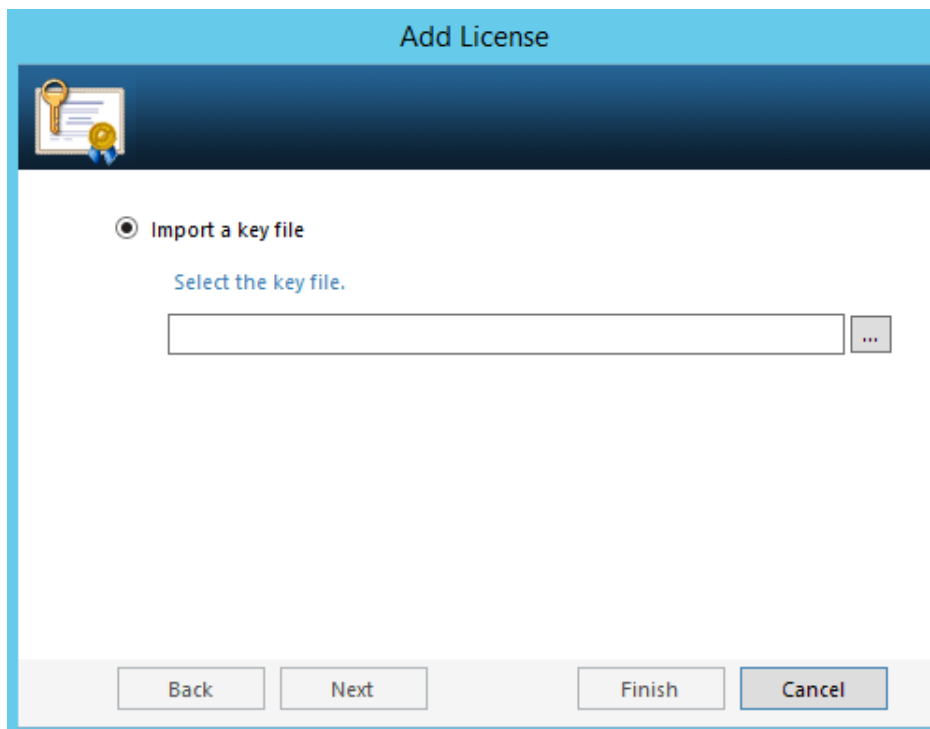 Add License
Import a key file
Select the key file.
...
Back Next Finish Cancel